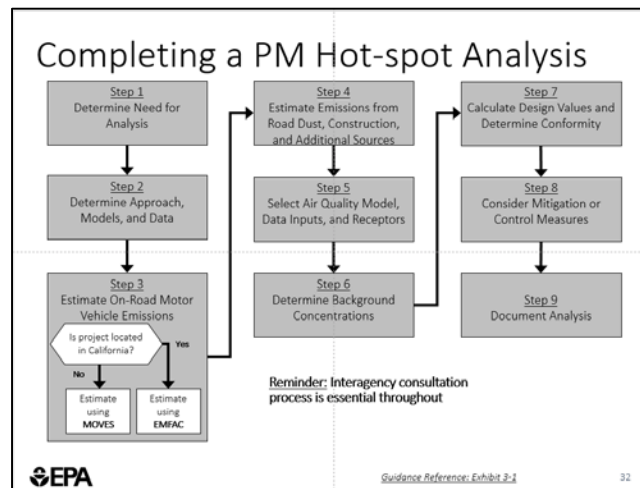 Completing a PM Hot-spot Analysis
Step 1
Determine Need for
Analysis
Step 2
Determine Approach,
Models, and Data
Step 3
Estimate On-Road Motor
Vehicle Emissions
Is project located
in California?
Yes
No
Estimate
using
MOVES
Estimate
using
EMFAC
Step 4
Estimate Emissions from
Road Dust, Construction,
and Additional Sources
Step 5
Select Air Quality Model,
Data Inputs, and Receptors
Step 6
Determine Background
Concentrations
Step 7
Calculate Design Values and
Determine Conformity
Step 8
Consider Mitigation or
Control Measures
Step 9
Document Analysis
Reminder: Interagency consultation
process is essential throughout
EPA
Guidance Reference: Exhibit 3-1
32